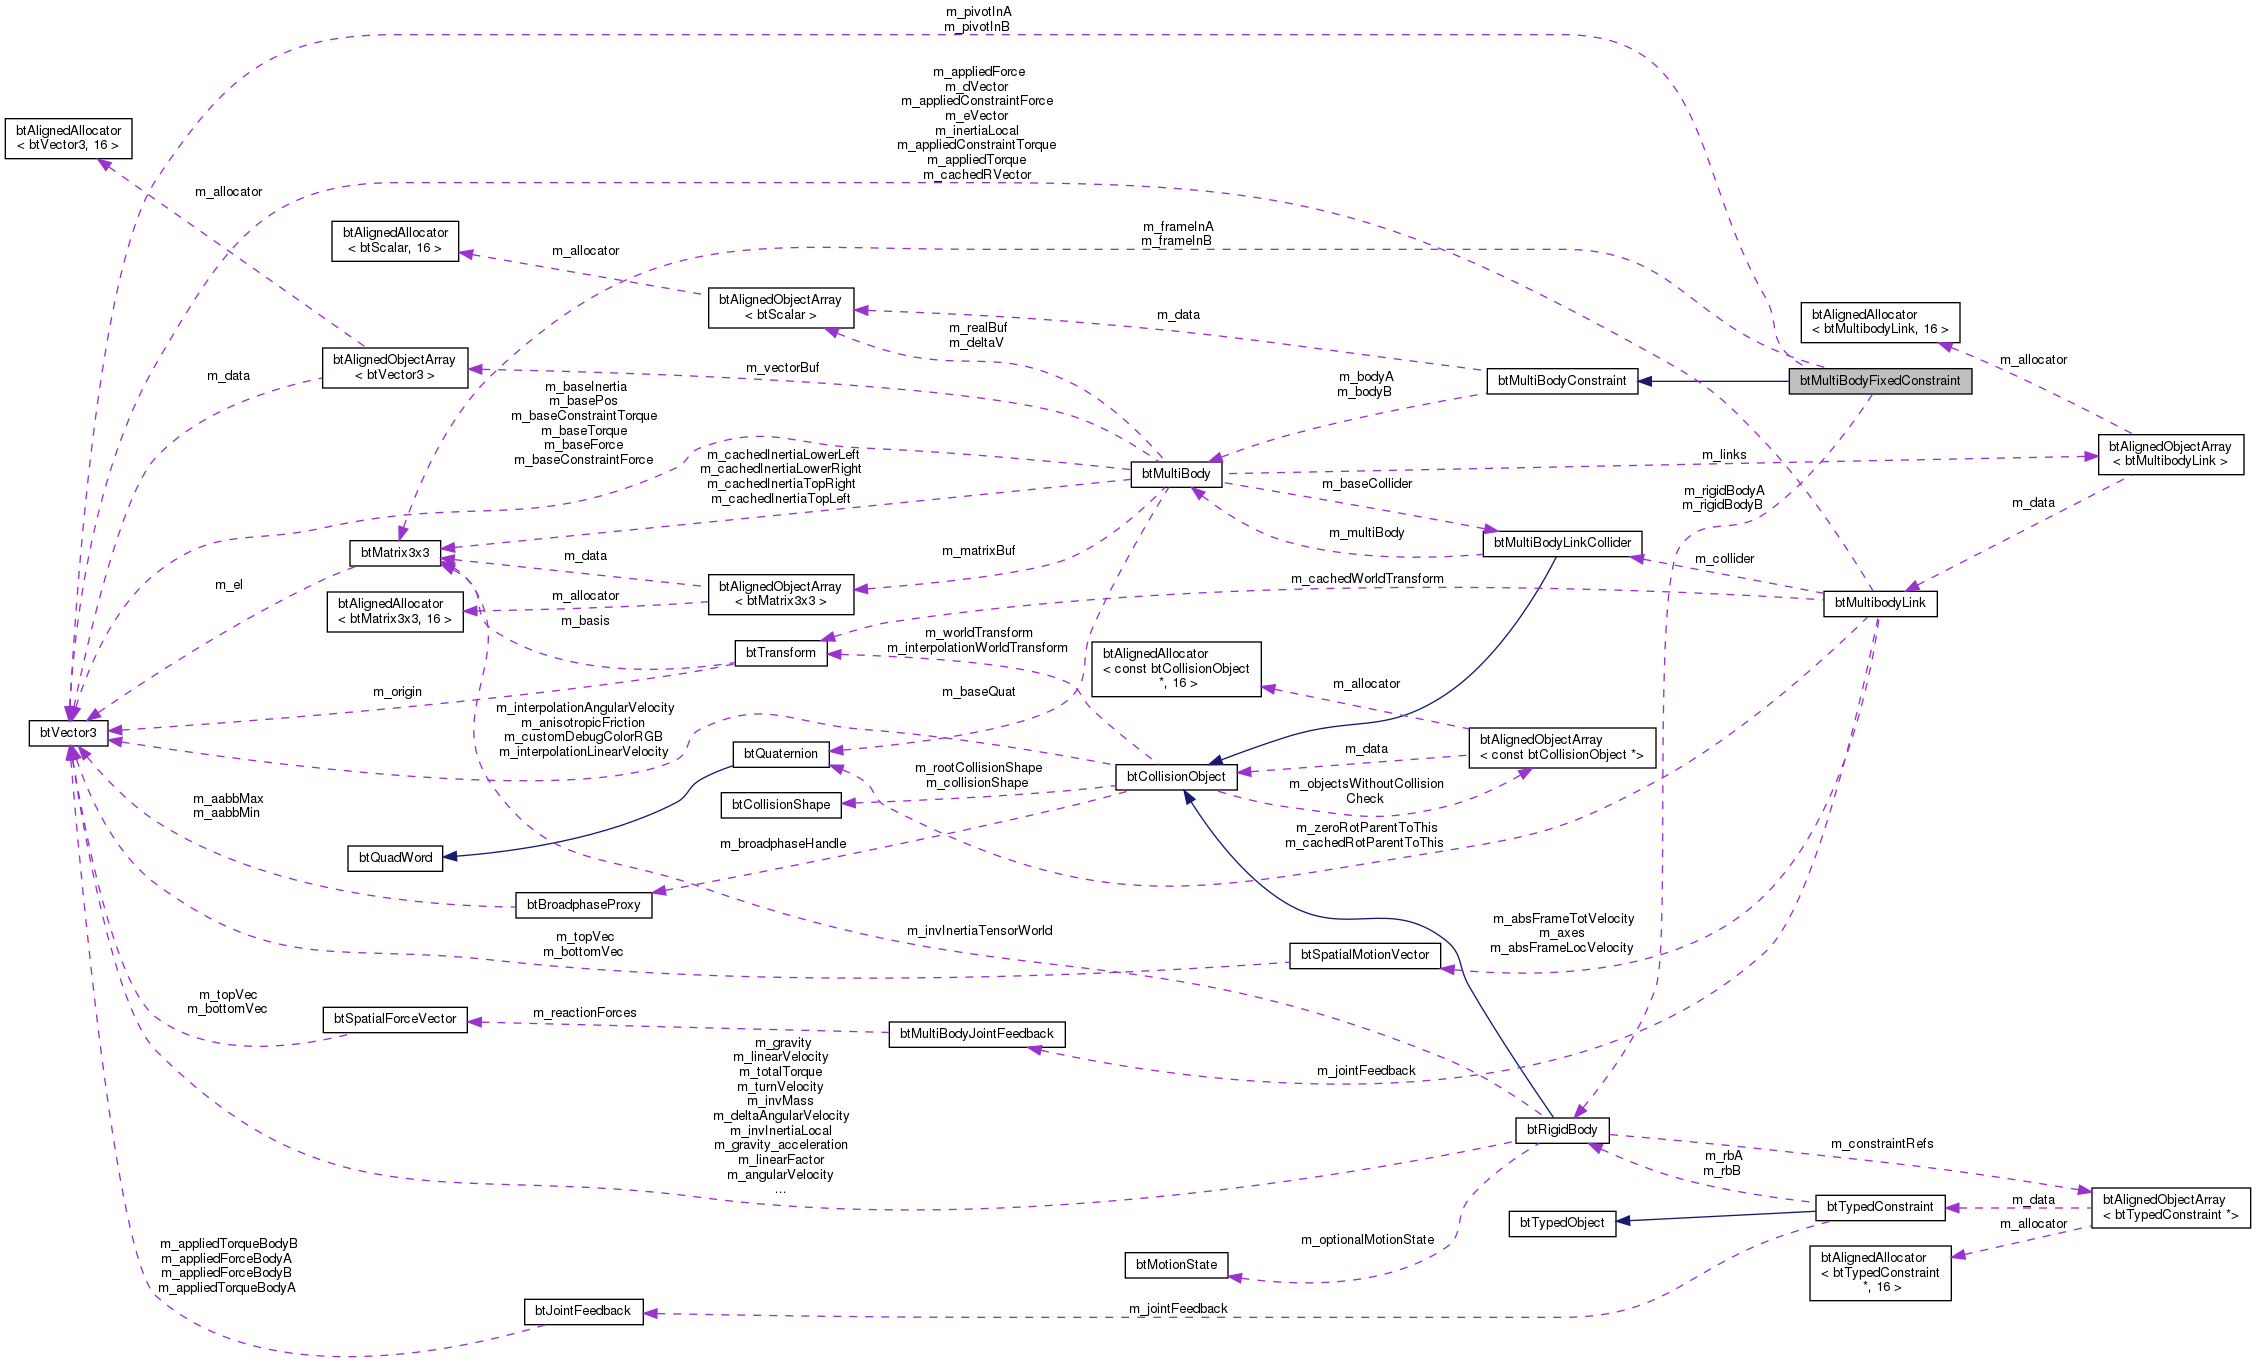 m_pivotInA
m_pivotInB
m_appliedForce
m_dVector
m_appliedConstraintForce
m_eVector
m_inertiaLocal
m_appliedConstraintTorque
m_appliedTorque
m_cachedRVector
btAlignedAllocator
< btVector3, 16 >
m_allocator
btAlignedAllocator
< btScalar, 16 >
m_allocator
m_frameInA
m_frameInB
btAlignedObjectArray
< btScalar >
m_data
btAlignedAllocator
< btMultibodyLink, 16 >
m_realBuf
m_deltaV
btAlignedObjectArray
< btVector3 >
m_data
m_vectorBuf
m_bodyA
m_bodyB
btMultiBodyConstraint
btMultiBodyFixedConstraint
m_allocator
m_baseInertia
m_basePos
m_baseConstraintTorque
m_baseTorque
m_baseForce
m_baseConstraintForce
m_cachedInertiaLowerLeft
m_cachedInertiaLowerRight
m_cachedInertiaTopRight
m_cachedInertiaTopLeft
btMultiBody
m_links
btAlignedObjectArray
< btMultibodyLink >
m_baseCollider
m_rigidBodyA
m_rigidBodyB
m_data
m_multiBody
btMultiBodyLinkCollider
m_collider
btMatrix3x3
m_data
m_matrixBuf
m_el
btAlignedAllocator
< btMatrix3x3, 16 >
m_allocator
btAlignedObjectArray
< btMatrix3x3 >
m_cachedWorldTransform
btMultibodyLink
m_basis
btTransform
m_worldTransform
m_interpolationWorldTransform
btAlignedAllocator
< const btCollisionObject
*, 16 >
m_allocator
m_origin
m_baseQuat
m_interpolationAngularVelocity
m_anisotropicFriction
m_customDebugColorRGB
m_interpolationLinearVelocity
btVector3
btQuaternion
btAlignedObjectArray
< const btCollisionObject *>
m_data
m_rootCollisionShape
m_collisionShape
btCollisionObject
m_objectsWithoutCollision
Check
btCollisionShape
m_aabbMax
m_aabbMin
m_zeroRotParentToThis
m_cachedRotParentToThis
m_broadphaseHandle
btQuadWord
btBroadphaseProxy
m_invInertiaTensorWorld
m_absFrameTotVelocity
m_axes
m_absFrameLocVelocity
m_topVec
m_bottomVec
btSpatialMotionVector
m_topVec
m_bottomVec
btSpatialForceVector
m_reactionForces
btMultiBodyJointFeedback
m_jointFeedback
m_gravity
m_linearVelocity
m_totalTorque
m_turnVelocity
m_invMass
m_deltaAngularVelocity
m_invInertiaLocal
m_gravity_acceleration
m_linearFactor
m_angularVelocity
...
btRigidBody
m_constraintRefs
m_rbA
m_rbB
btTypedObject
btTypedConstraint
m_data
m_allocator
btAlignedObjectArray
< btTypedConstraint *>
m_optionalMotionState
btMotionState
btAlignedAllocator
< btTypedConstraint
*, 16 >
m_appliedTorqueBodyB
m_appliedForceBodyA
m_appliedForceBodyB
m_appliedTorqueBodyA
btJointFeedback
m_jointFeedback